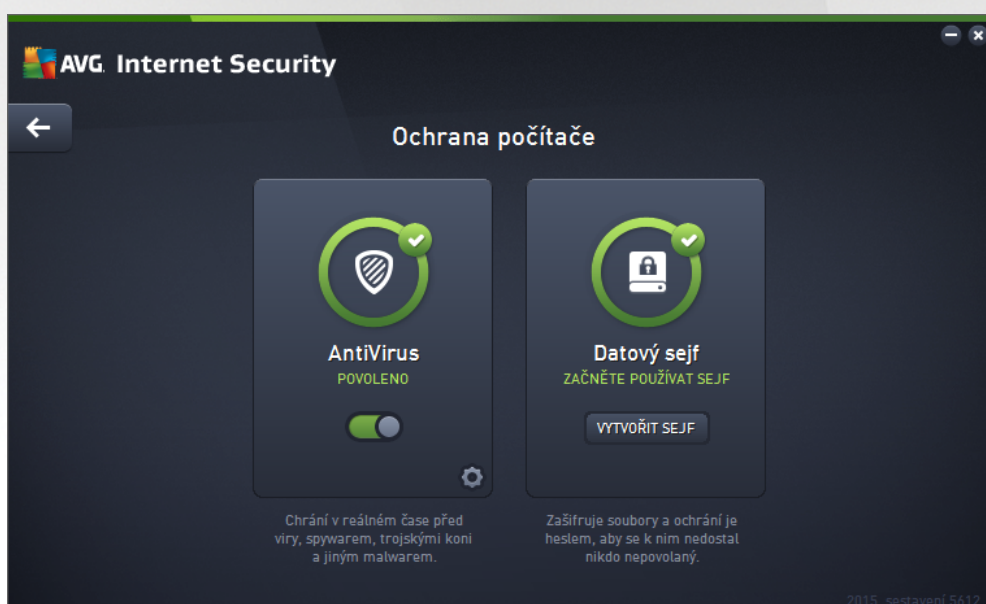 AVG. Internet Security
Ochrana počítače
AntiVirus
POVOLENO
Chrání v reálném čase před
viry, spywarem, trojskými koni
a jiným malwarem.
Datový sejf
ZAČNĚTE POUŽÍVAT SEJF
VYTVOŘIT SEJF
Zašifruje soubory a ochrání je
heslem, aby se k nim nedostal
nikdo nepovolaný.
2015, sestavení 5612